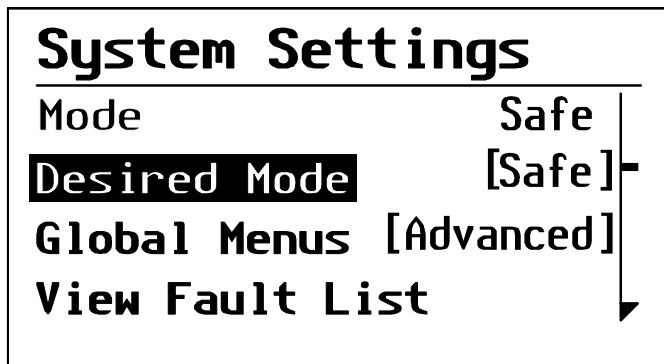 System Settings
Mode Safe
Desired Mode [Safe]
Global Menus [Advanced]
View Fault List